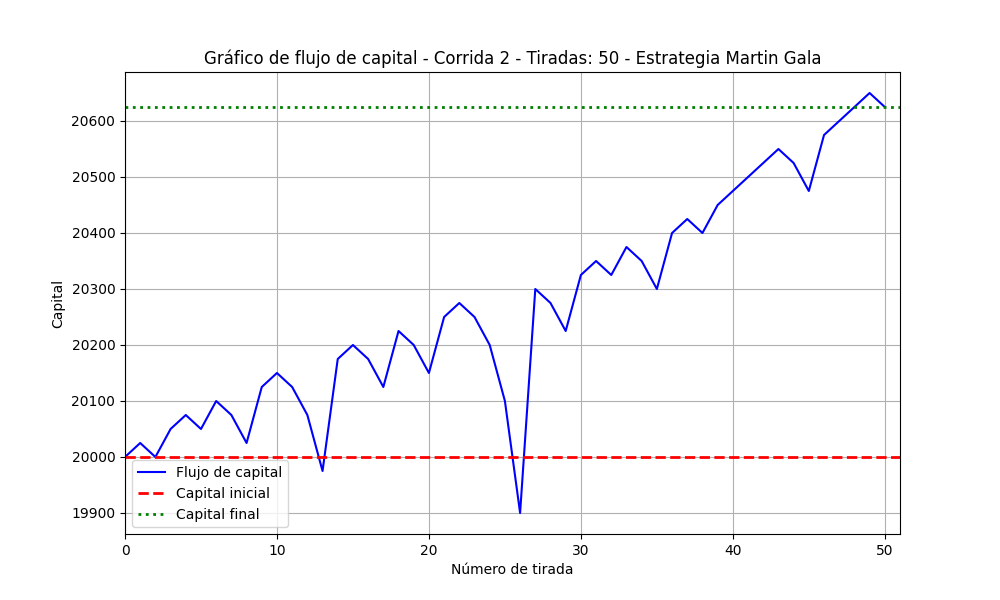 Gráfico de flujo de capital - Corrida 2 - Tiradas: 50 - Estrategia Martin Gala
Capital
20600
20500
20400
20300
20200
20100
20000
19900
Flujo de capital
Capital inicial
Capital final
0 10 20 30 40 50
Número de tirada